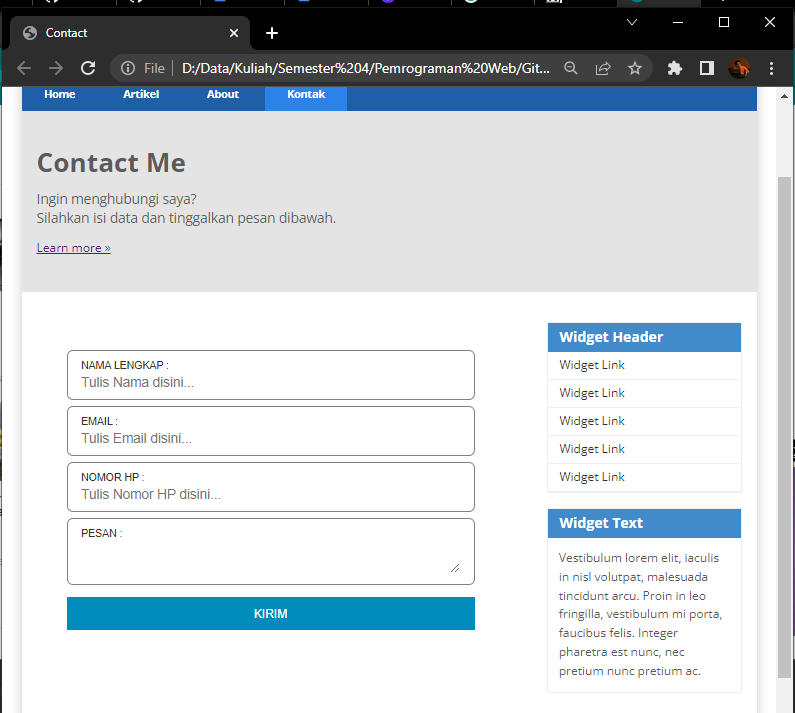 Contact
File
D:/Data/Kuliah/Semester%204/Pemrograman%20Web/Git...
Home Artikel About Kontak
Contact Me
Ingin menghubungi saya?
Silahkan isi data dan tinggalkan pesan dibawah.
Learn more »
NAMA LENGKAP :
Tulis Nama disini...
EMAIL :
Tulis Email disini...
NOMOR HP :
Tulis Nomor HP disini...
PESAN :
KIRIM
Widget Header
Widget Link
Widget Link
Widget Link
Widget Link
Widget Link
Widget Text
Vestibulum lorem elit, iaculis
in nisl volutpat, malesuada
tincidunt arcu. Proin in leo
fringilla, vestibulum mi porta,
faucibus felis. Integer
pharetra est nunc, nec
pretium nunc pretium ac.